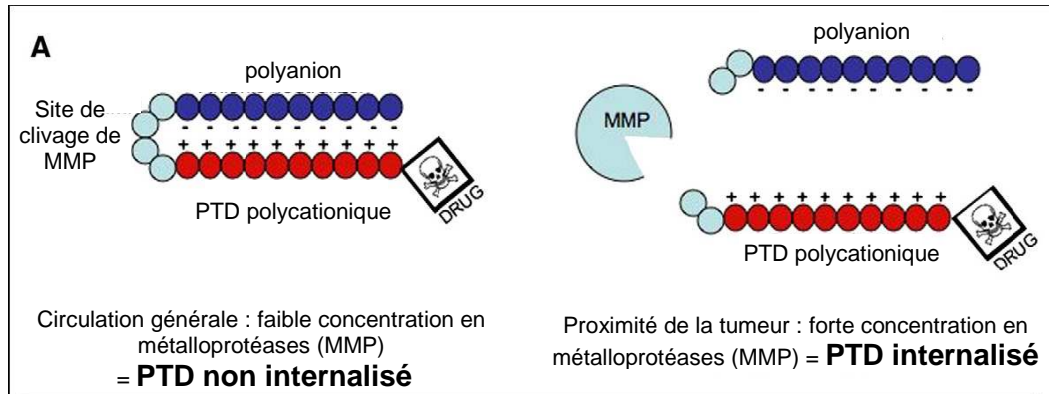 A
polyanion
Site de
clivage de
MMP
- - - - - - - - - -
+ + + + + + + + + +
PTD polycationique
DRUG
Circulation générale : faible concentration en
métalloprotéases (MMP)
= PTD non internalisé
polyanion
- - - - - - - - - -
MMP
+ + + + + + + + + +
PTD polycationique
DRUG
Proximité de la tumeur : forte concentration en
métalloprotéases (MMP) = PTD internalisé